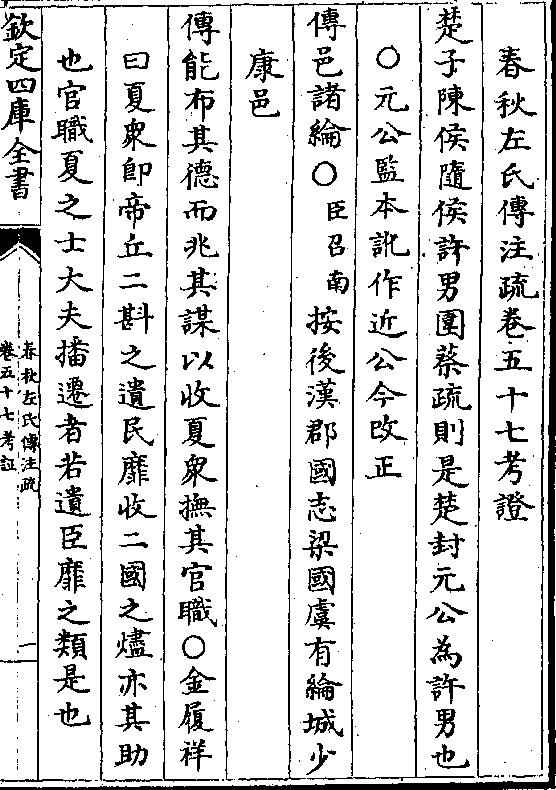 春秋左氏傳注疏卷五十七考證
楚子陳侯隨侯許男圍蔡疏則是楚封元公為許男也
○元公監本訛作近公今改正
傳邑諸綸○臣召南按後漢郡國志梁國虞有綸城少
康邑
傳能布其德而兆其謀以收夏衆撫其官職○金履祥
曰夏衆即帝丘二斟之遺民靡收二國之燼亦其助
也官職夏之士大夫播遷者若遺臣靡之類是也
欽定四庫全書
春秋左氏傳注疏
卷五十七考証
一